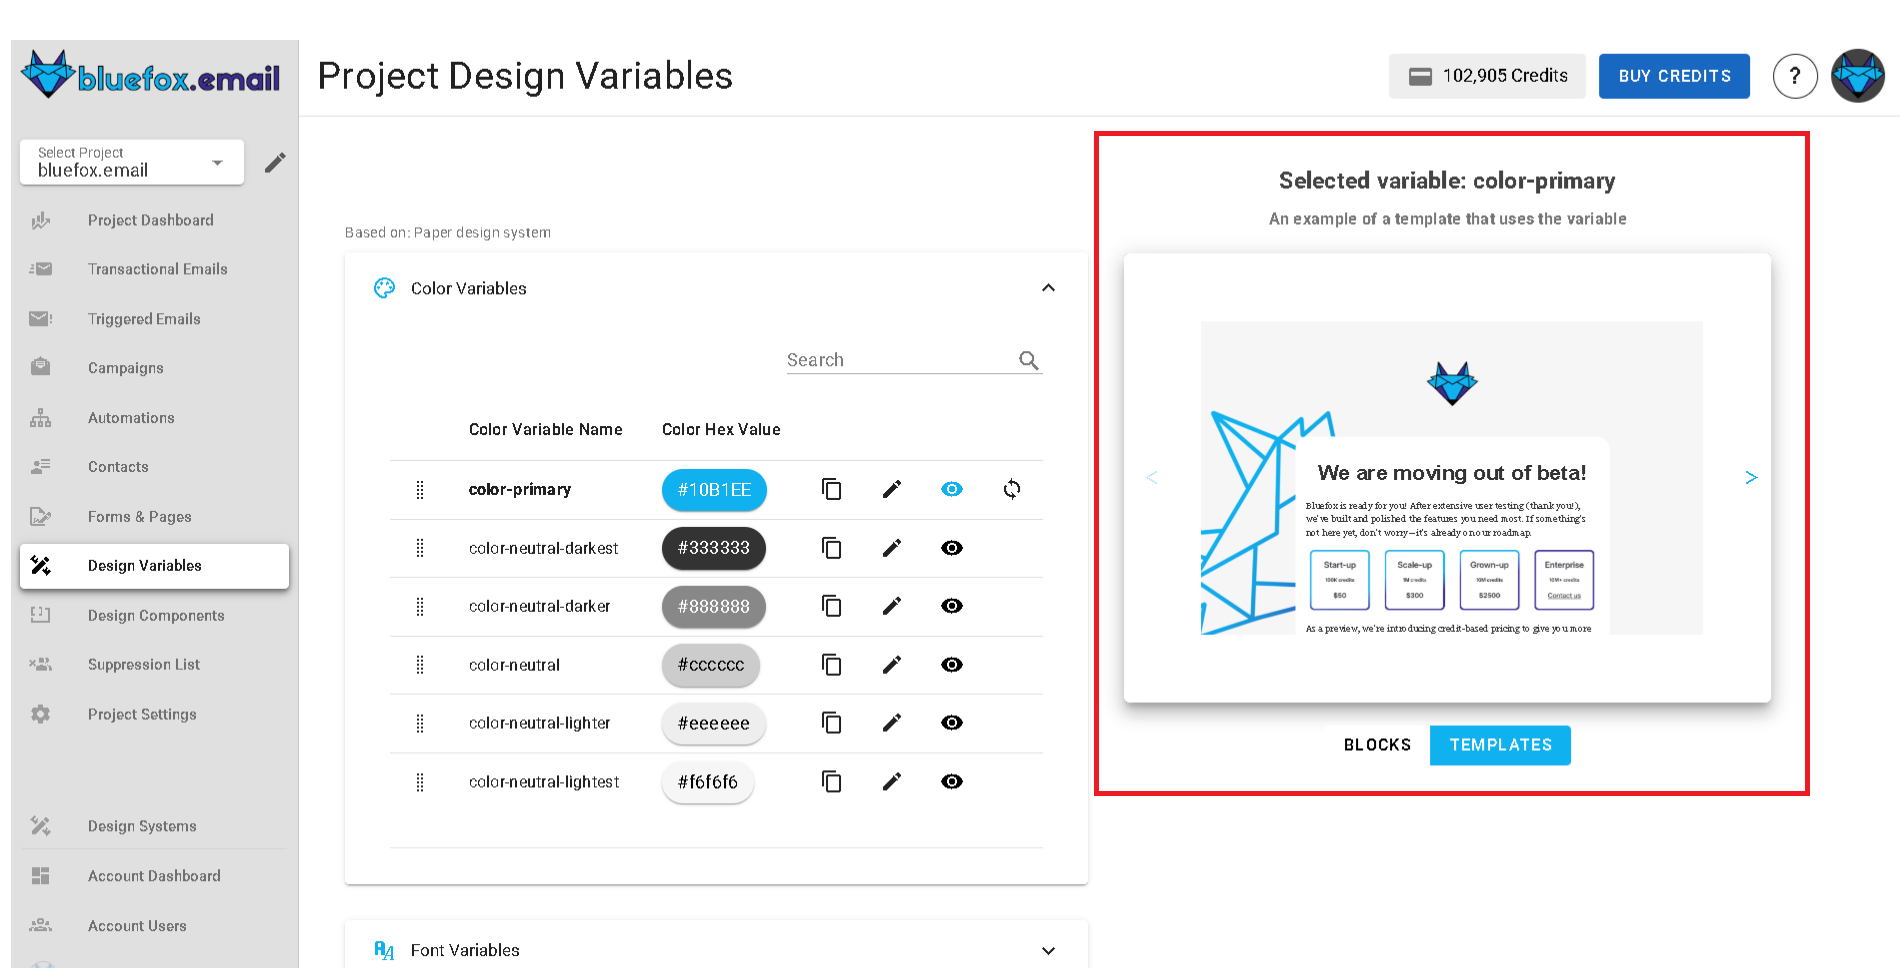 bluefox.email
Project Design Variables
102,905 Credits
BUY CREDITS
?
Select Project
bluefox.email
Project Dashboard
Transactional Emails
Triggered Emails
Campaigns
Automations
Contacts
Forms & Pages
Design Variables
Design Components
Suppression List
Project Settings
Design Systems
Account Dashboard
Account Users
Based on: Paper design system
Color Variables
Search
Color Variable Name Color Hex Value
color-primary #10B1EE
color-neutral-darkest #333333
color-neutral-darker #888888
color-neutral #cccccc
color-neutral-lighter #eeeeee
color-neutral-lightest #f6f6f6
Font Variables
Selected variable: color-primary
An example of a template that uses the variable
<
>
We are moving out of beta!
Bluefox is ready for you! After extensive user testing (thank you!),
we've built and polished the features you need most. If something's
not here yet, don't worry—it's already on our roadmap.
Start-up Scale-up Grown-up Enterprise
100K credits 1M credits 10M credits 10M+ credits
$50 $300 $2500 Contact us
As a preview, we're introducing credit-based pricing to give you more
BLOCKS TEMPLATES